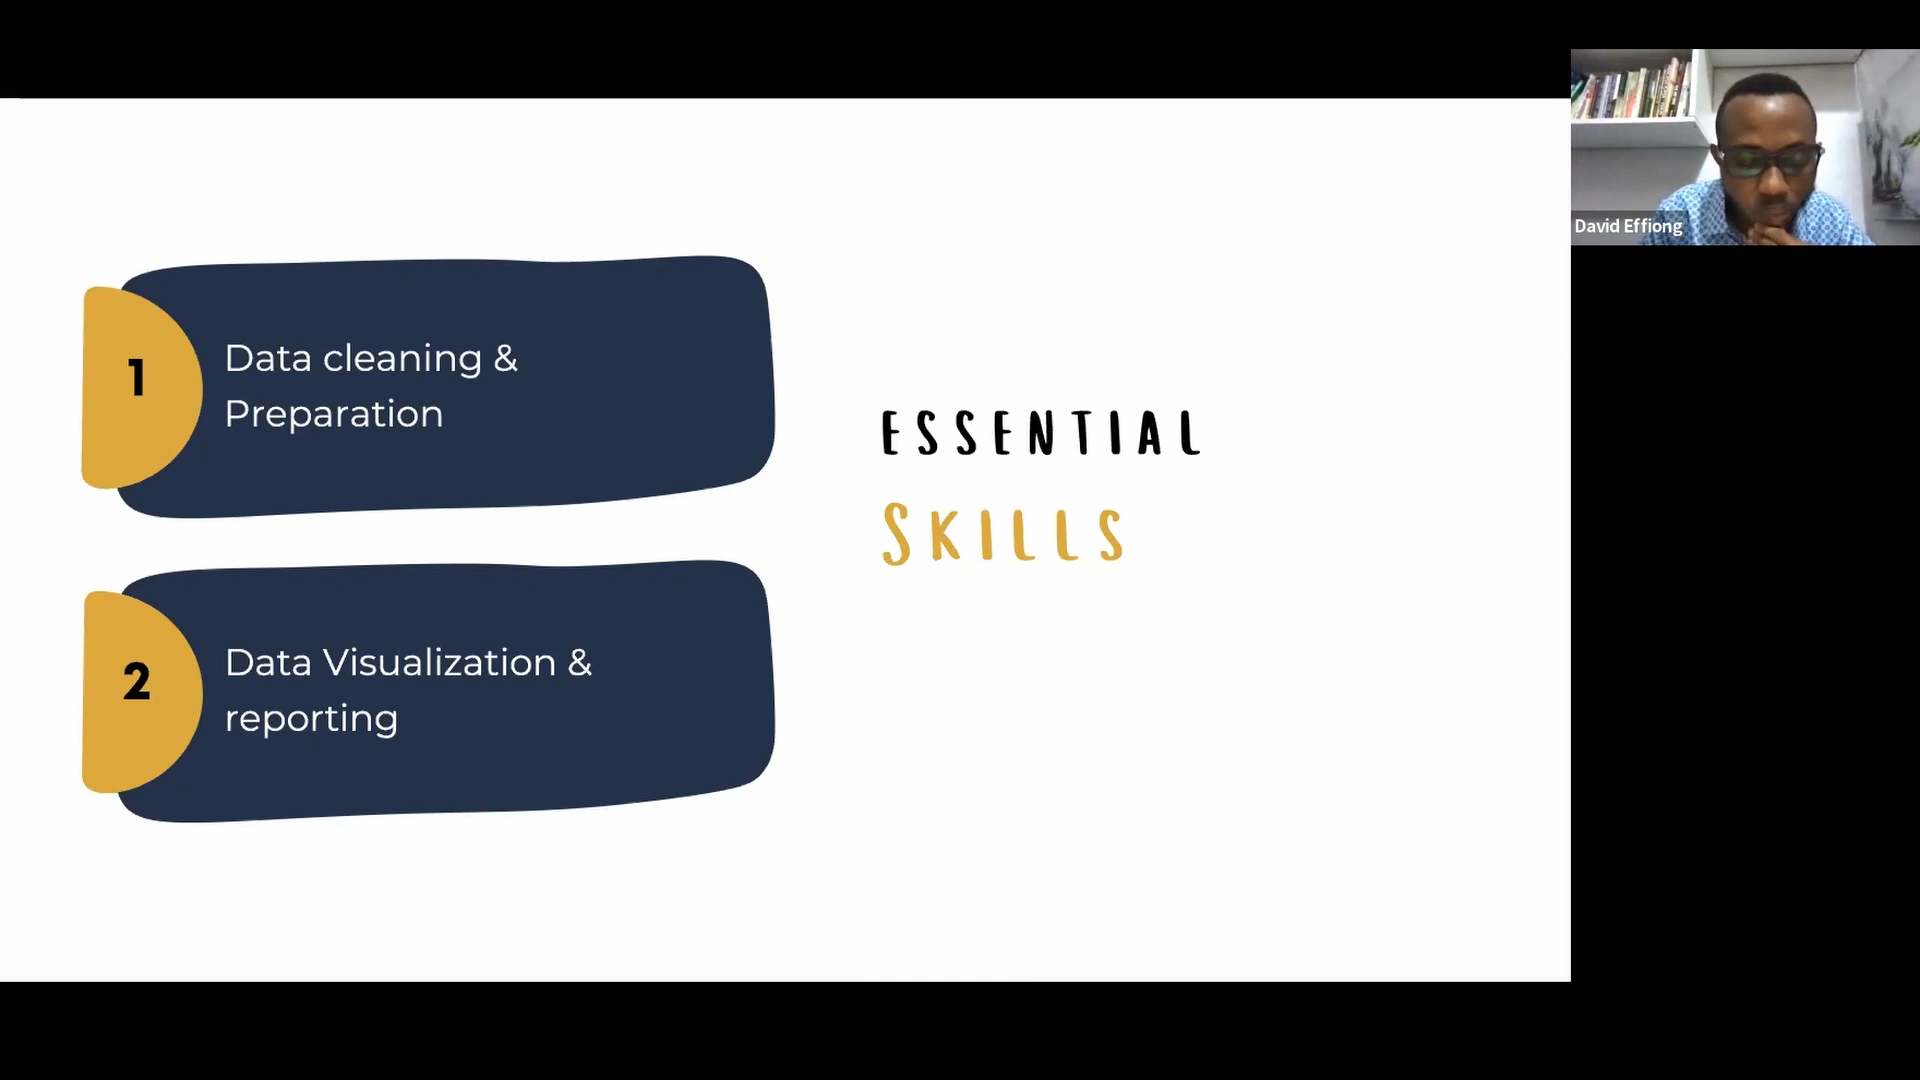 1
Data cleaning &
Preparation
2
Data Visualization &
reporting
ESSENTIAL
SKILLS
David Effiong